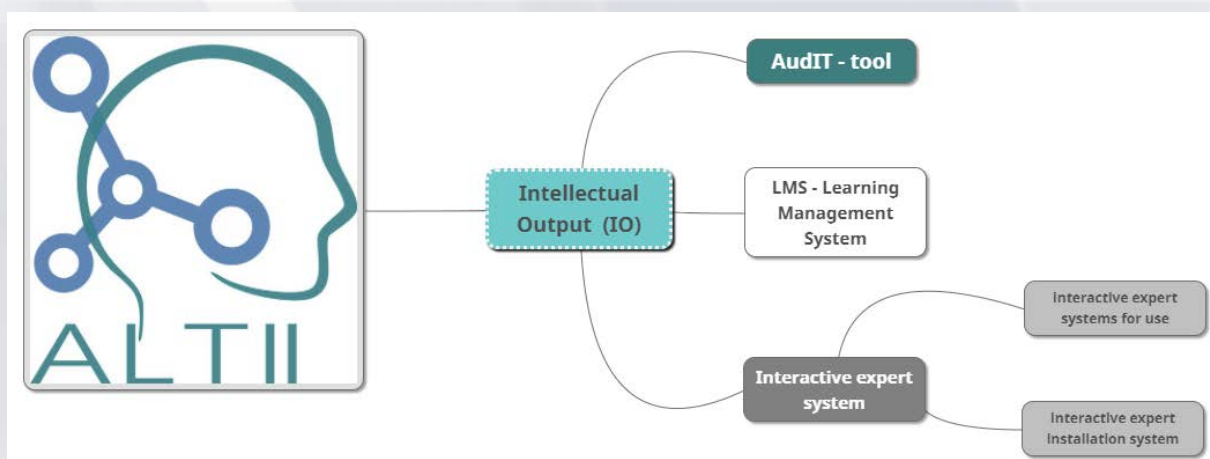 ALTII
Intellectual
Output (IO)
AudIT - tool
LMS - Learning
Management
System
Interactive expert
system
Interactive expert
systems for use
Interactive expert
installation system